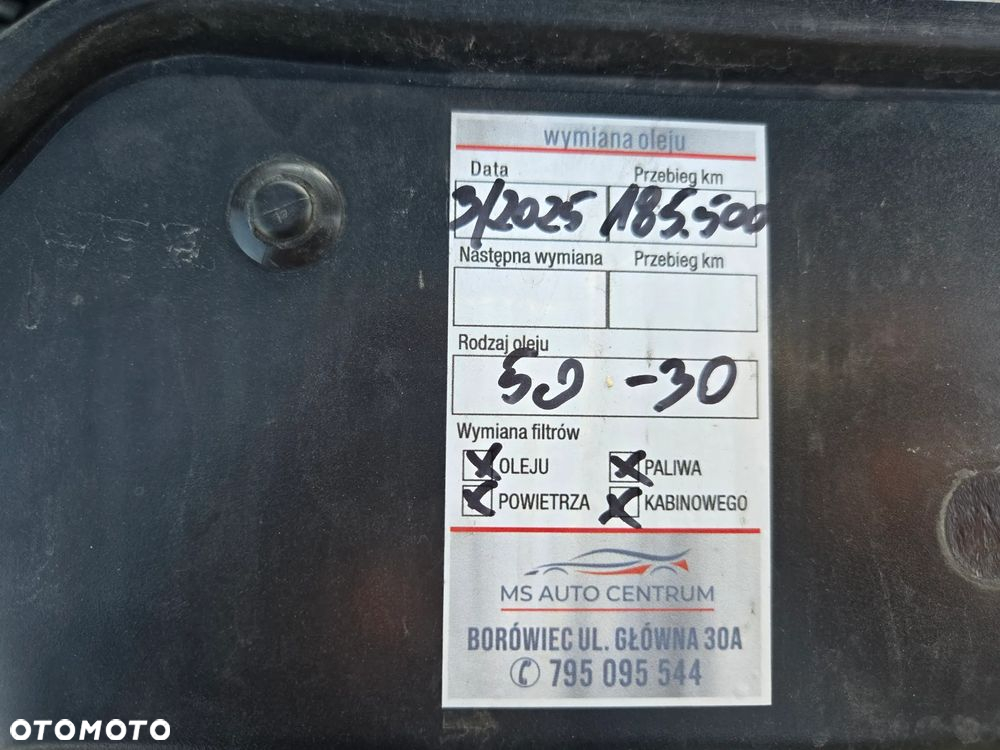 wymiana oleju
Data Przebieg km
3/2025 185.500
Następna wymiana Przebieg km
Rodzaj oleju
50 -30
Wymiana filtrów
X OLEJU X PALIWA
X POWIETRZA X KABINOWEGO
MS AUTO CENTRUM
BORÓWIEC UL. GŁÓWNA 30A
795 095 544
OTOMOTO